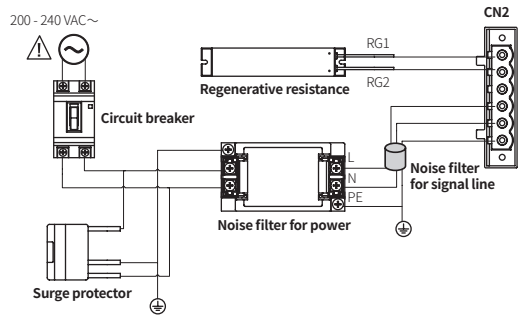 CN2
200 - 240 VAC～
RG1
RG2
Regenerative resistance
Circuit breaker
L
N
PE
Noise filter
for signal line
Noise filter for power
Surge protector